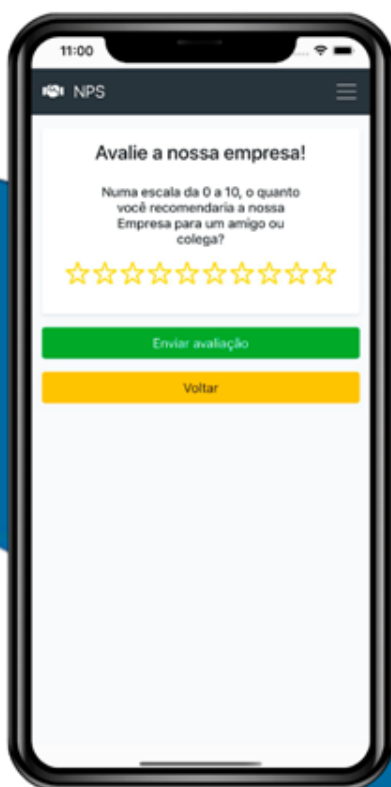 11:00
NPS
Avalie a nossa empresa!
Numa escala da 0 a 10, o quanto
você recomendaria a nossa
Empresa para um amigo ou
colega?
Enviar avaliação
Voltar